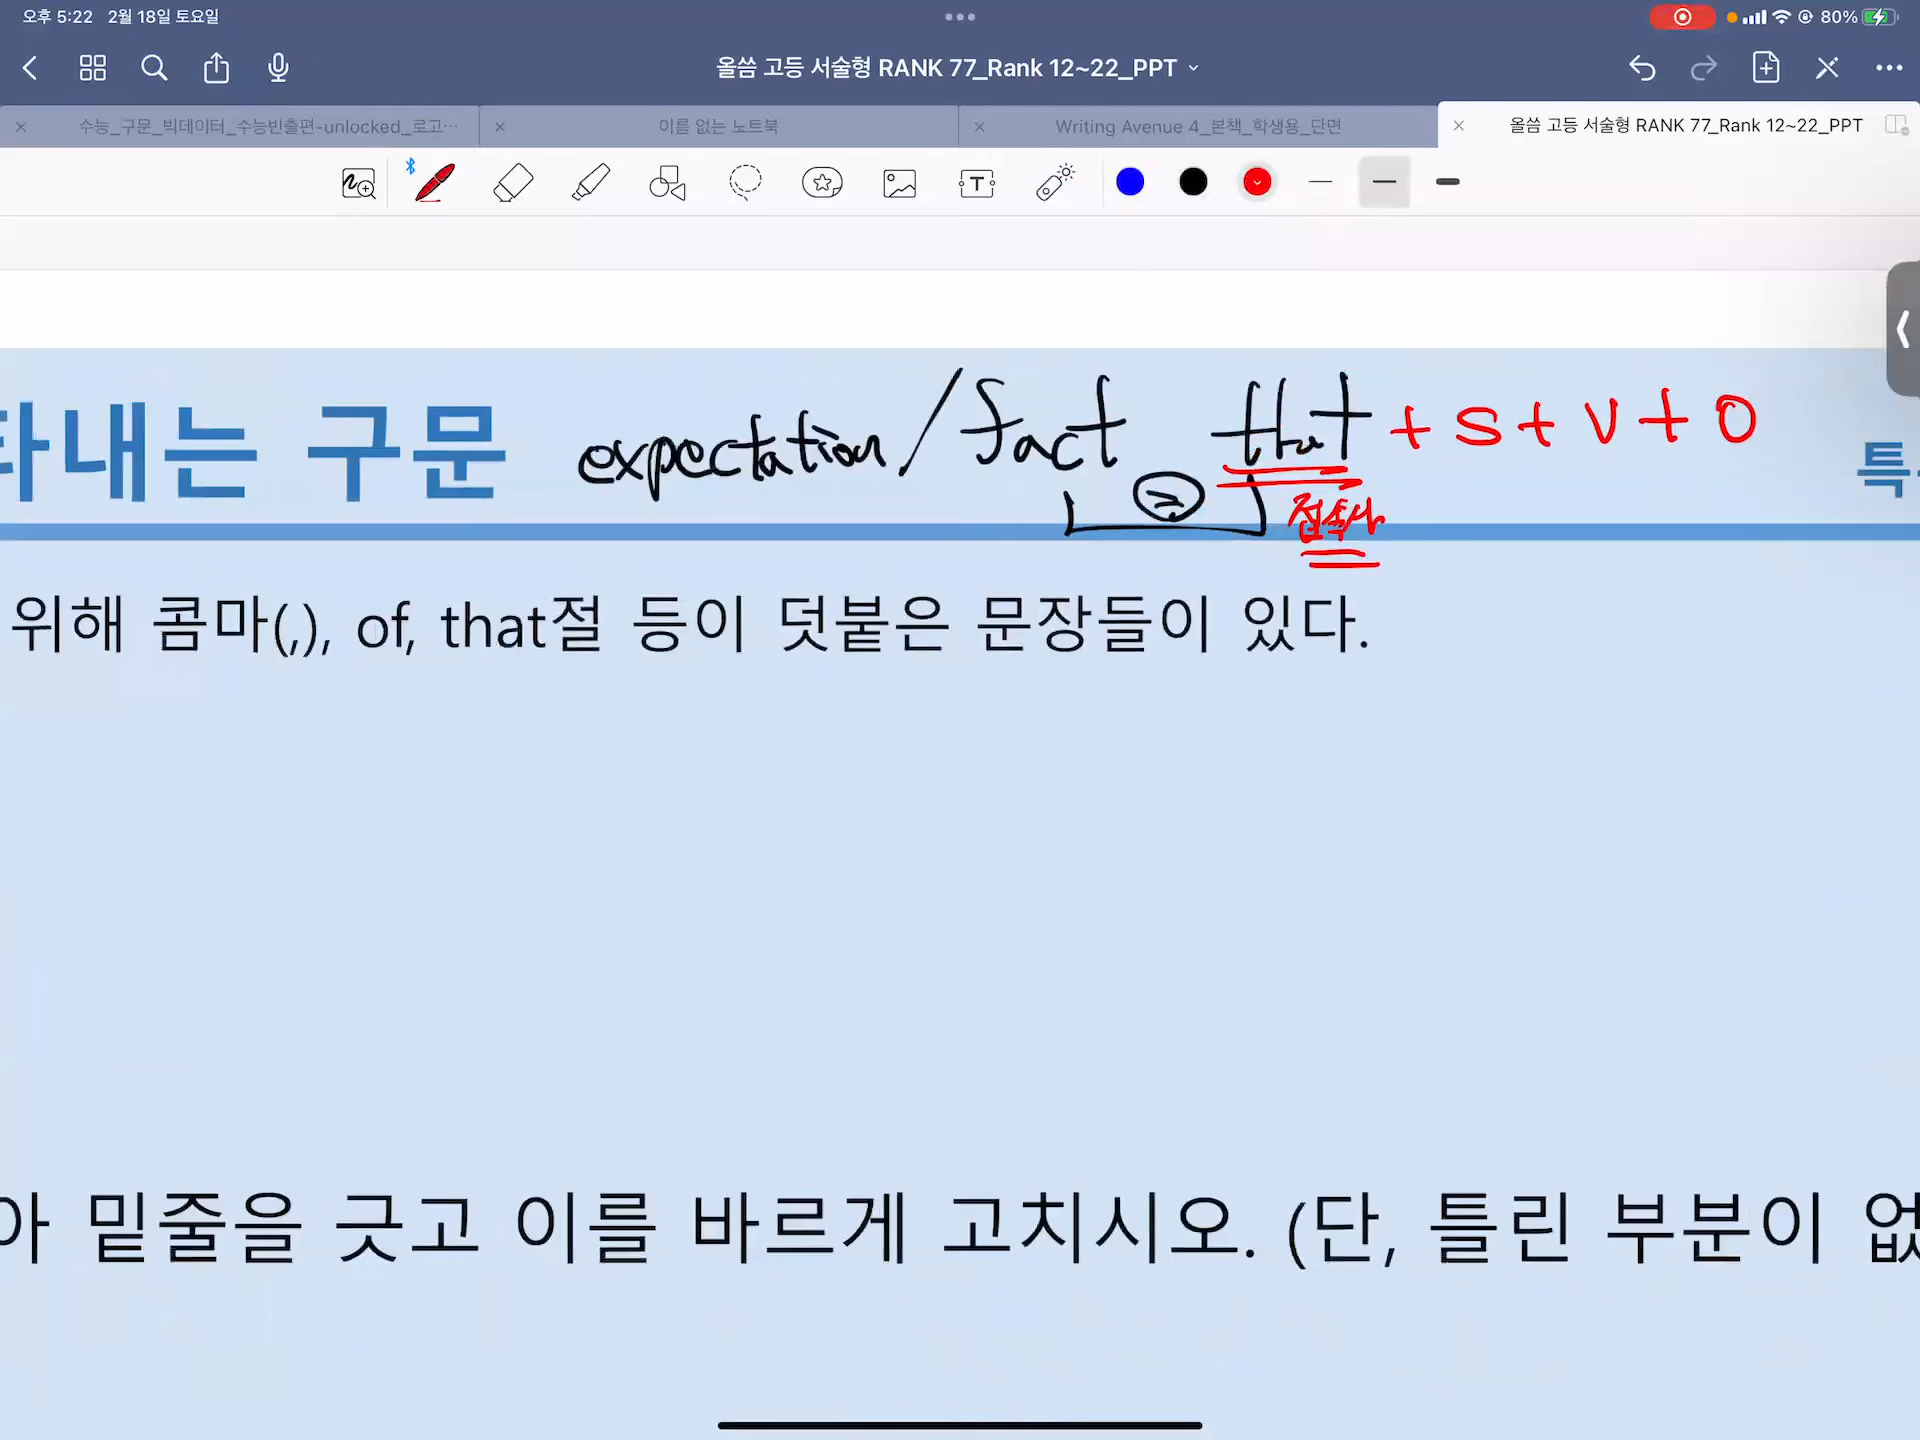 오후 5:22 2월 18일 토요일
80%
올씀 고등 서술형 RANK 77_Rank 12~22_PPT
수능_구문_빅데이터_수능빈출편-unlocked_로고…
이름 없는 노트북
Writing Avenue 4_본책_학생용_단면
올씀 고등 서술형 RANK 77_Rank 12~22_PPT
타내는 구문 expectation/fact that + S + V + O
특
=
접속사
위해 콤마(,), of, that절 등이 덧붙은 문장들이 있다.
아 밑줄을 긋고 이를 바르게 고치시오. (단, 틀린 부분이 없